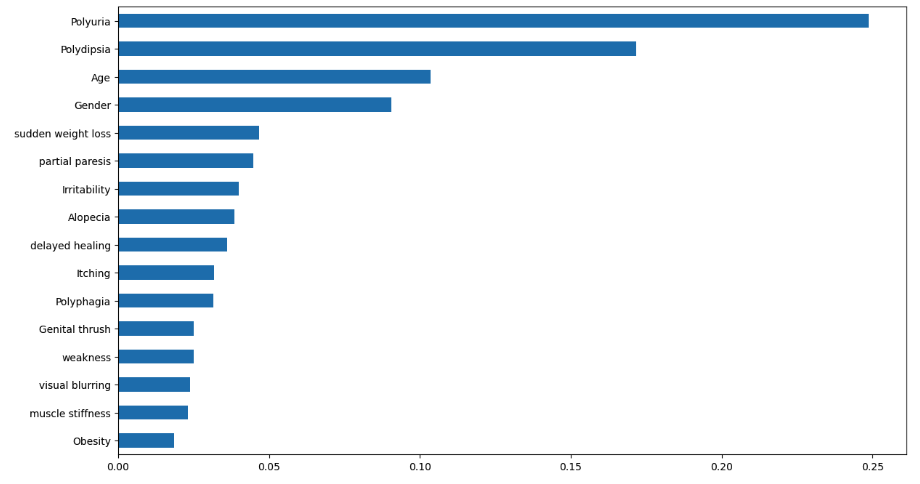 Polyuria
Polydipsia
Age
Gender
sudden weight loss
partial paresis
Irritability
Alopecia
delayed healing
Itching
Polyphagia
Genital thrush
weakness
visual blurring
muscle stiffness
Obesity
0.00 0.05 0.10 0.15 0.20 0.25